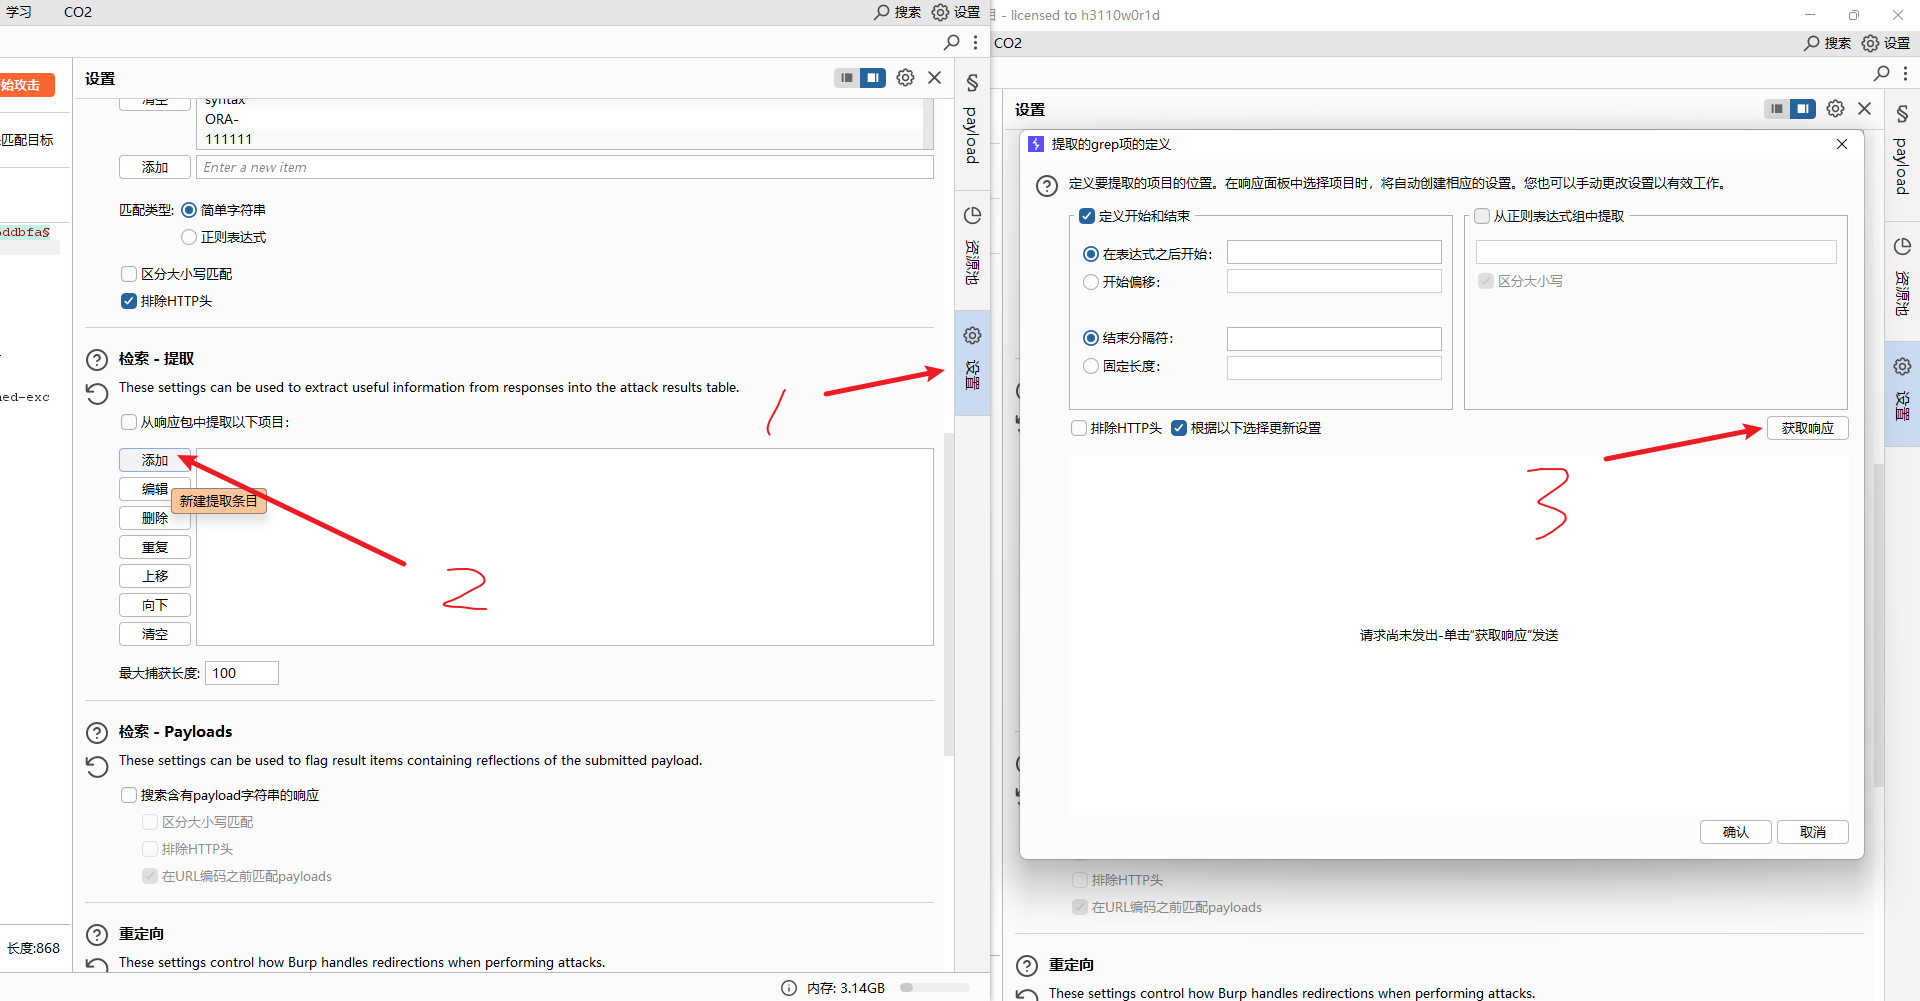 学习
CO2
搜索
设置
始攻击
匹配目标
ddbfa§
ned-exc
长度:868
设置
清空
syntax
ORA-
111111
添加
Enter a new item
匹配类型:
简单字符串
正则表达式
区分大小写匹配
排除HTTP头
检索 - 提取
These settings can be used to extract useful information from responses into the attack results table.
从响应包中提取以下项目:
添加
编辑
新建提取条目
删除
重复
上移
向下
清空
最大捕获长度:
100
检索 - Payloads
These settings can be used to flag result items containing reflections of the submitted payload.
搜索含有payload字符串的响应
区分大小写匹配
排除HTTP头
在URL编码之前匹配payloads
重定向
These settings control how Burp handles redirections when performing attacks.
内存: 3.14GB
§
payload
资源池
设置
1
2
目 - licensed to h3110w0r1d
CO2
搜索
设置
设置
提取的grep项的定义
定义要提取的项目的位置。在响应面板中选择项目时，将自动创建相应的设置。您也可以手动更改设置以有效工作。
定义开始和结束
在表达式之后开始:
开始偏移:
结束分隔符:
固定长度:
从正则表达式组中提取
区分大小写
排除HTTP头
根据以下选择更新设置
获取响应
3
请求尚未发出-单击“获取响应”发送
确认
取消
排除HTTP头
在URL编码之前匹配payloads
重定向
These settings control how Burp handles redirections when performing attacks.
§
payload
资源池
设置